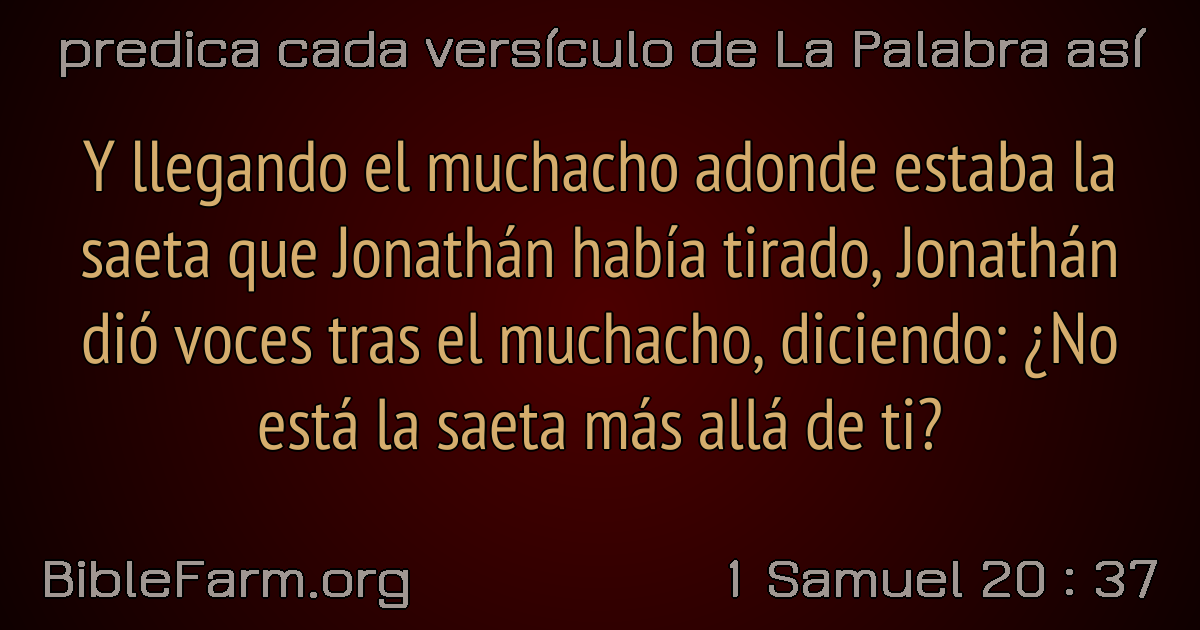 predica cada versículo de La Palabra así
Y llegando el muchacho adonde estaba la
saeta que Jonathán había tirado, Jonathán
dió voces tras el muchacho, diciendo: ¿No
está la saeta más allá de ti?
BibleFarm.org
1 Samuel 20 : 37